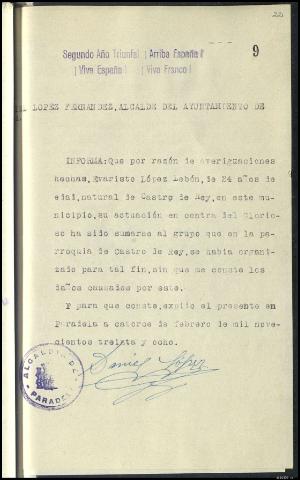 22
Segundo Año Triunfal ¡Arriba España!
9
¡Viva España! ¡Viva Franco!
LOPEZ FERNANDEZ, ALCALDE DEL AYUNTAMIENTO DE
INFORMA: Que por razón de averiguaciones
hechas, Evaristo López Lebón, de 24 años de
edad, natural de Castro de Rey, en este mu-
nicipio, su actuación en contra del Glorio-
so ha sido sumarse al grupo que en la pa-
rroquia de Castro de Rey, se habia organi-
zado para tal fin, sin que me conste los
daños causados por este.
Y para que conste, expido el presente en
Paradela a catorce de febrero de mil nove-
cientos treinta y ocho.
Daniel López
ALCALDIA DE
PARADELA